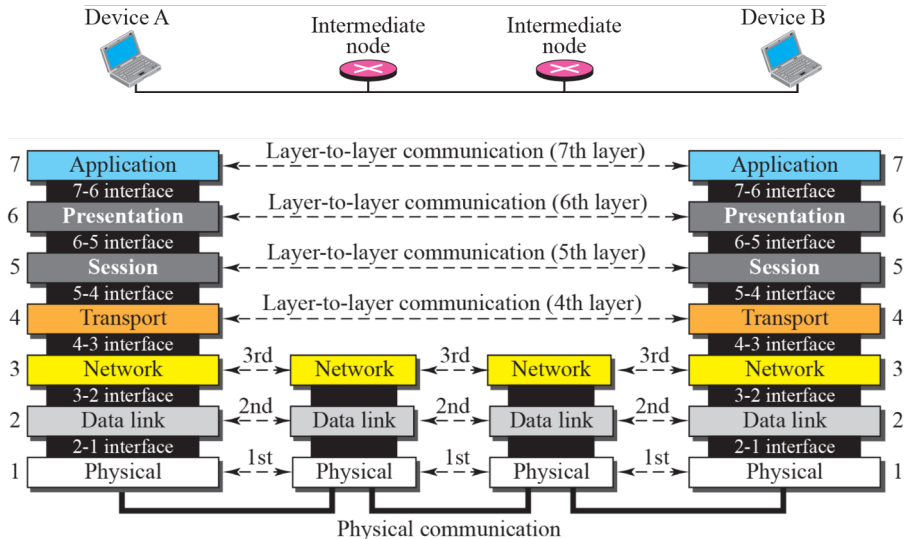 Device A
Device B
Intermediate
node
Intermediate
node
7 Application Layer-to-layer communication (7th layer) Application 7
7-6 interface 7-6 interface
6 Presentation Layer-to-layer communication (6th layer) Presentation 6
6-5 interface 6-5 interface
5 Session Layer-to-layer communication (5th layer) Session 5
5-4 interface 5-4 interface
4 Transport Layer-to-layer communication (4th layer) Transport 4
4-3 interface 4-3 interface
3 Network 3rd Network 3rd Network 3rd Network 3
3-2 interface 3-2 interface
2 Data link 2nd Data link 2nd Data link 2nd Data link 2
2-1 interface 2-1 interface
1 Physical 1st Physical 1st Physical 1st Physical 1
Physical communication